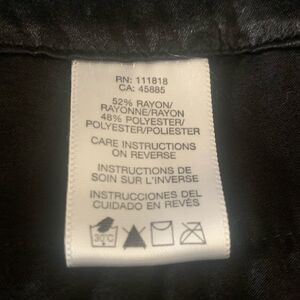 RN: 111818
CA: 45885
52% RAYON/
RAYONNE/RAYON
48% POLYESTER/
POLYESTER/POLIESTER
CARE INSTRUCTIONS
ON REVERSE
INSTRUCTIONS DE
SOIN SUR L'INVERSE
INSTRUCCIONES DEL
CUIDADO EN REVÉS
30°C